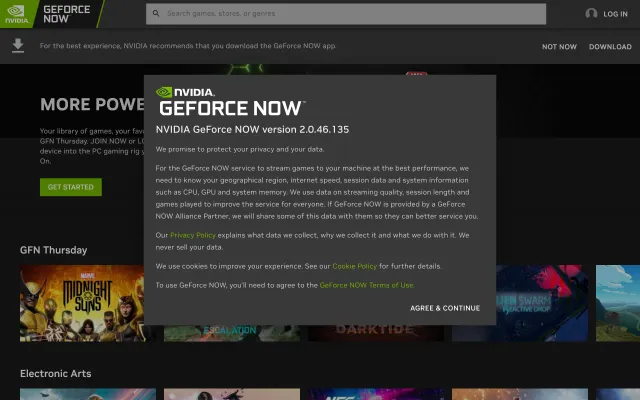 NVIDIA.
GEFORCE
NOW
Search games, stores, or genres
LOG IN
For the best experience, NVIDIA recommends that you download the GeForce NOW app.
NOT NOW
DOWNLOAD
MORE POWE
Your library of games, your favo
GFN Thursday. JOIN NOW or LO
device into the PC gaming rig y
On.
GET STARTED
NVIDIA.
GEFORCE NOW
NVIDIA GeForce NOW version 2.0.46.135
We promise to protect your privacy and your data.
For the GeForce NOW service to stream games to your machine at the best performance, we
need to know your geographical region, internet speed, session data and system information
such as CPU, GPU and system memory. We use data on streaming quality, session length and
games played to improve the service for everyone. If GeForce NOW is provided by a GeForce
NOW Alliance Partner, we will share some of this data with them so they can better service you.
Our Privacy Policy explains what data we collect, why we collect it and what we do with it. We
never sell your data.
We use cookies to improve your experience. See our Cookie Policy for further details.
To use GeForce NOW, you'll need to agree to the GeForce NOW Terms of Use.
AGREE & CONTINUE
GFN Thursday
MARVEL
MIDNIGHT
SUNS
ESCALATION
DARKTIDE
ALIEN SWARM
REACTIVE DROP
Electronic Arts